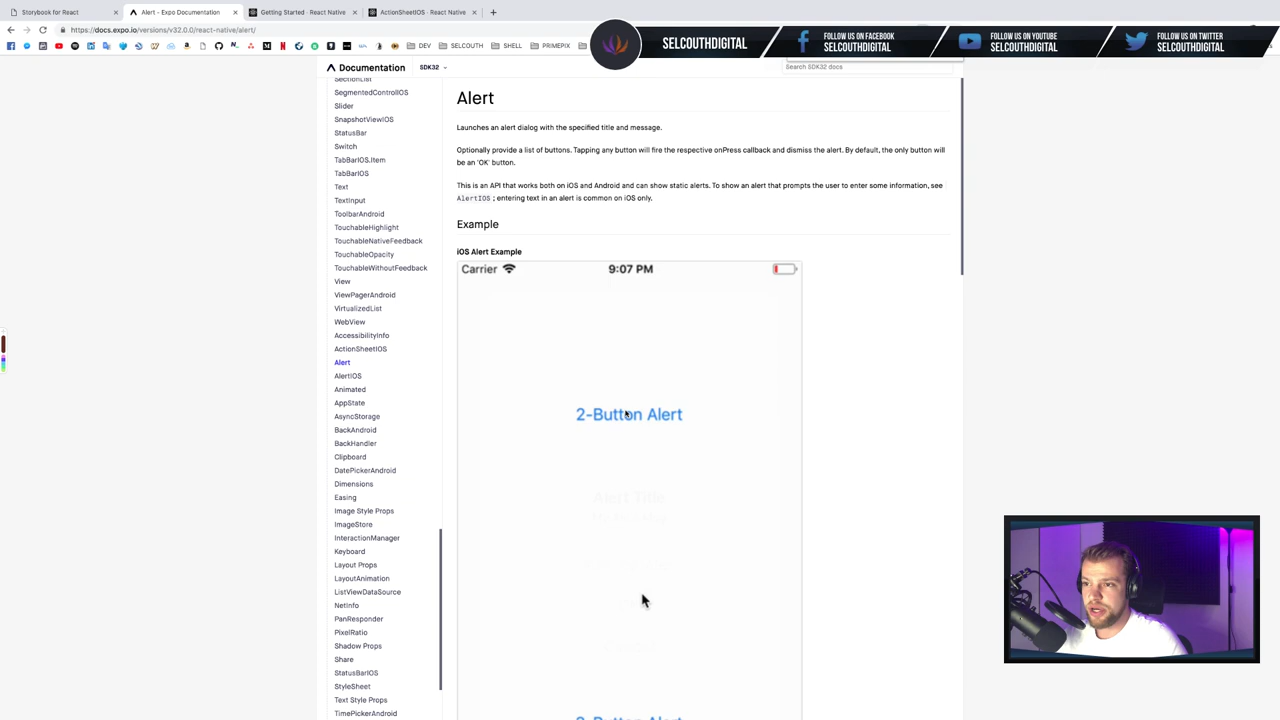 Storybook for React
Alert - Expo Documentation
Getting Started · React Native
ActionSheetIOS · React Native
https://docs.expo.io/versions/v32.0.0/react-native/alert/
DEV
SELCOUTH
SHELL
PRIMEPIX
SELCOUTHDIGITAL
FOLLOW US ON FACEBOOK
SELCOUTHDIGITAL
FOLLOW US ON YOUTUBE
SELCOUTHDIGITAL
FOLLOW US ON TWITTER
SELCOUTHDIGITAL
Documentation
SDK32
Search SDK32 docs
SectionList
SegmentedControlIOS
Slider
SnapshotViewIOS
StatusBar
Switch
TabBarIOS.Item
TabBarIOS
Text
TextInput
ToolbarAndroid
TouchableHighlight
TouchableNativeFeedback
TouchableOpacity
TouchableWithoutFeedback
View
ViewPagerAndroid
VirtualizedList
WebView
AccessibilityInfo
ActionSheetIOS
Alert
AlertIOS
Animated
AppState
AsyncStorage
BackAndroid
BackHandler
Clipboard
DatePickerAndroid
Dimensions
Easing
Image Style Props
ImageStore
InteractionManager
Keyboard
Layout Props
LayoutAnimation
ListViewDataSource
NetInfo
PanResponder
PixelRatio
Shadow Props
Share
StatusBarIOS
StyleSheet
Text Style Props
TimePickerAndroid
Alert
Launches an alert dialog with the specified title and message.
Optionally provide a list of buttons. Tapping any button will fire the respective onPress callback and dismiss the alert. By default, the only button will
be an 'OK' button.
This is an API that works both on iOS and Android and can show static alerts. To show an alert that prompts the user to enter some information, see
AlertIOS ; entering text in an alert is common on iOS only.
Example
iOS Alert Example
Carrier
9:07 PM
2-Button Alert
Alert Title